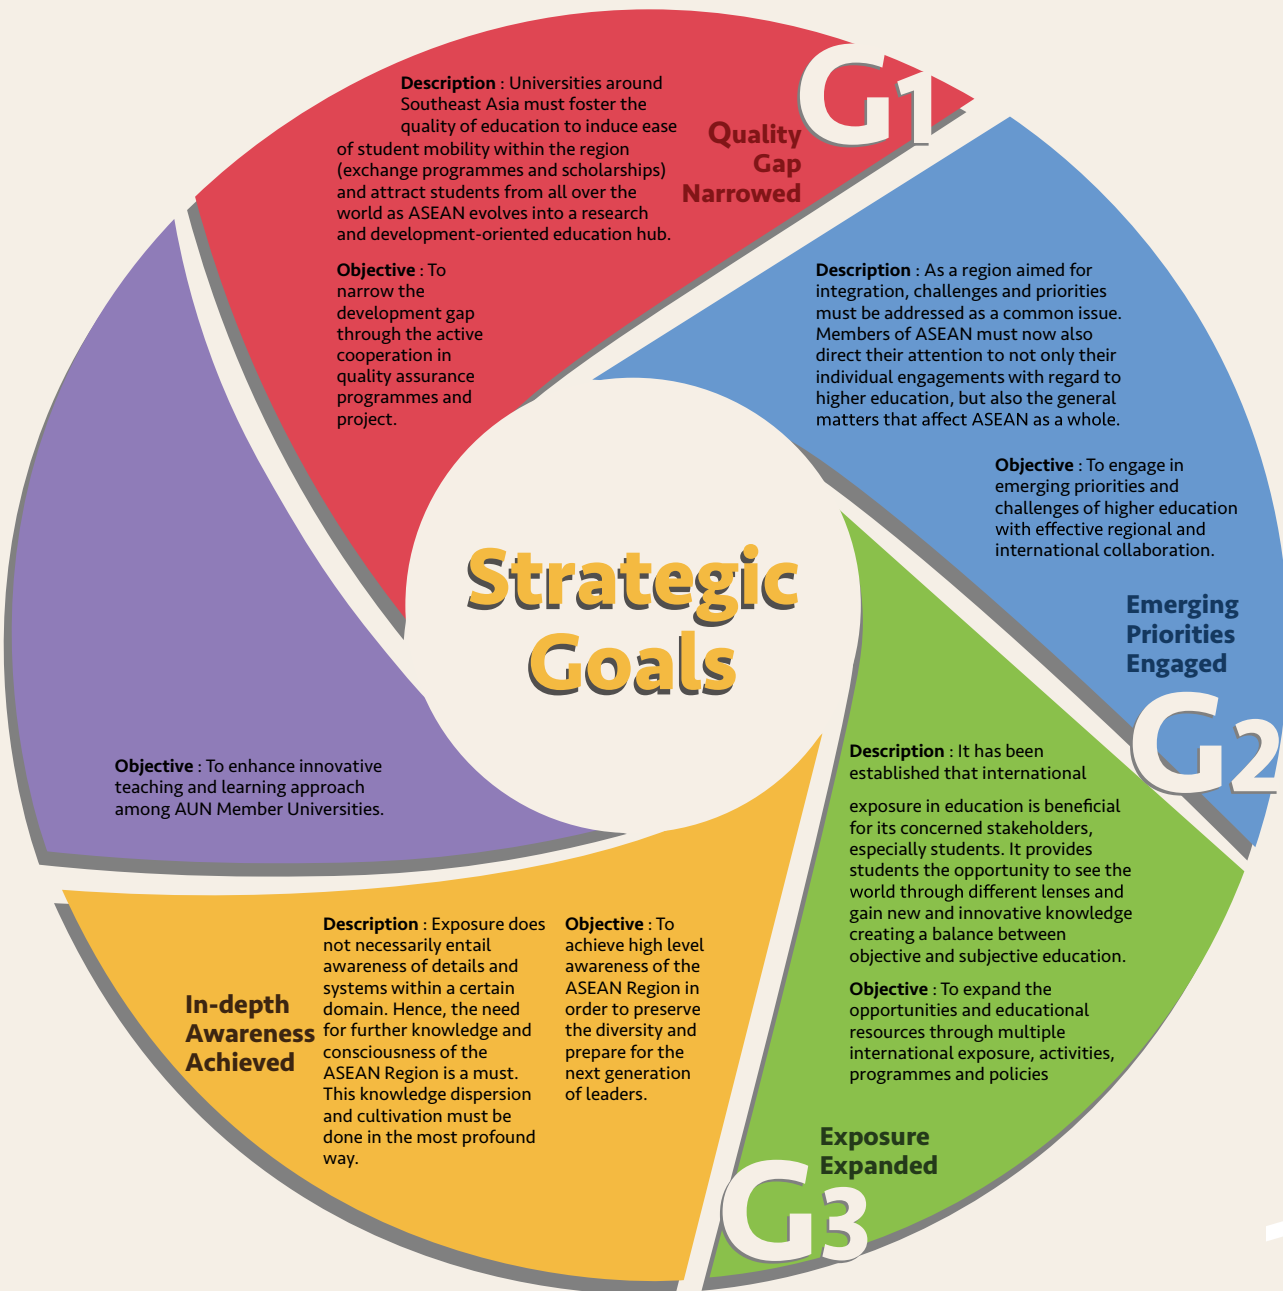 Strategic
Goals
G1
Quality
Gap
Narrowed
Description : Universities around
Southeast Asia must foster the
quality of education to induce ease
of student mobility within the region
(exchange programmes and scholarships)
and attract students from all over the
world as ASEAN evolves into a research
and development-oriented education hub.
Objective : To
narrow the
development gap
through the active
cooperation in
quality assurance
programmes and
project.
Description : As a region aimed for
integration, challenges and priorities
must be addressed as a common issue.
Members of ASEAN must now also
direct their attention to not only their
individual engagements with regard to
higher education, but also the general
matters that affect ASEAN as a whole.
Objective : To engage in
emerging priorities and
challenges of higher education
with effective regional and
international collaboration.
Emerging
Priorities
Engaged
G2
Description : It has been
established that international
exposure in education is beneficial
for its concerned stakeholders,
especially students. It provides
students the opportunity to see the
world through different lenses and
gain new and innovative knowledge
creating a balance between
objective and subjective education.
Objective : To expand the
opportunities and educational
resources through multiple
international exposure, activities,
programmes and policies
Exposure
Expanded
G3
In-depth
Awareness
Achieved
Description : Exposure does
not necessarily entail
awareness of details and
systems within a certain
domain. Hence, the need
for further knowledge and
consciousness of the
ASEAN Region is a must.
This knowledge dispersion
and cultivation must be
done in the most profound
way.
Objective : To
achieve high level
awareness of the
ASEAN Region in
order to preserve
the diversity and
prepare for the
next generation
of leaders.
Objective : To enhance innovative
teaching and learning approach
among AUN Member Universities.